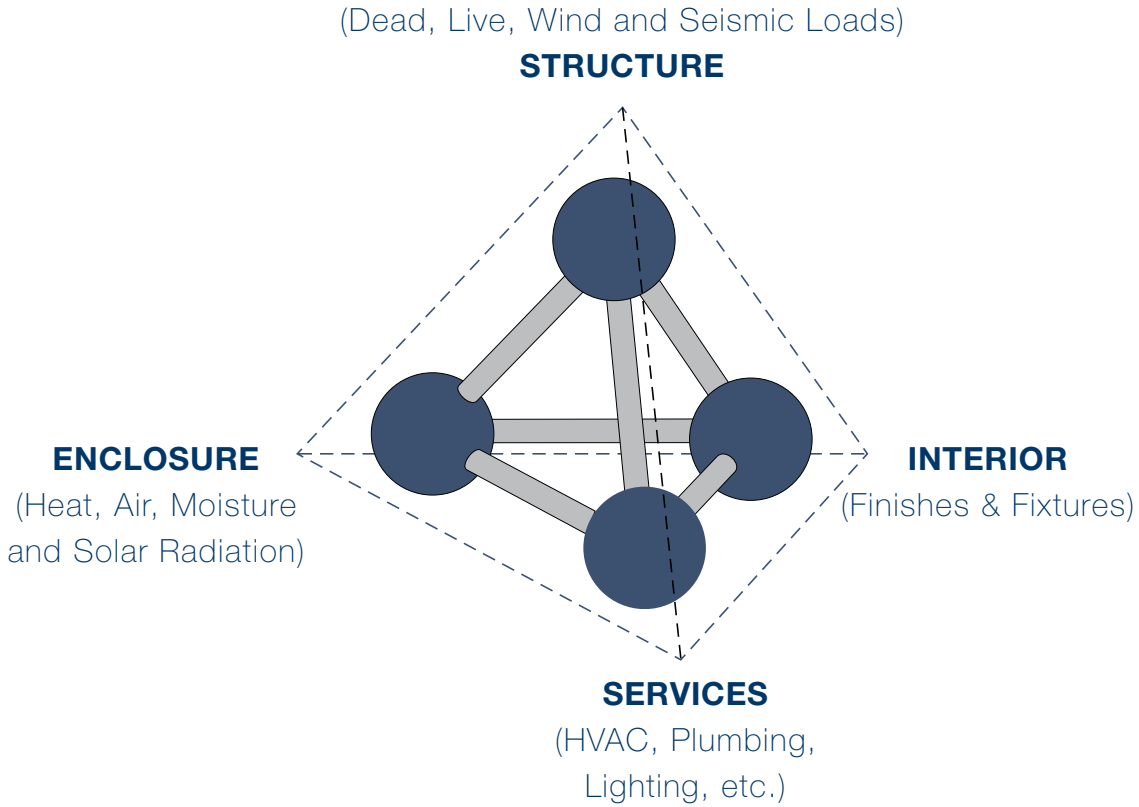 (Dead, Live, Wind and Seismic Loads)
STRUCTURE
ENCLOSURE
(Heat, Air, Moisture
and Solar Radiation)
INTERIOR
(Finishes & Fixtures)
SERVICES
(HVAC, Plumbing,
Lighting, etc.)